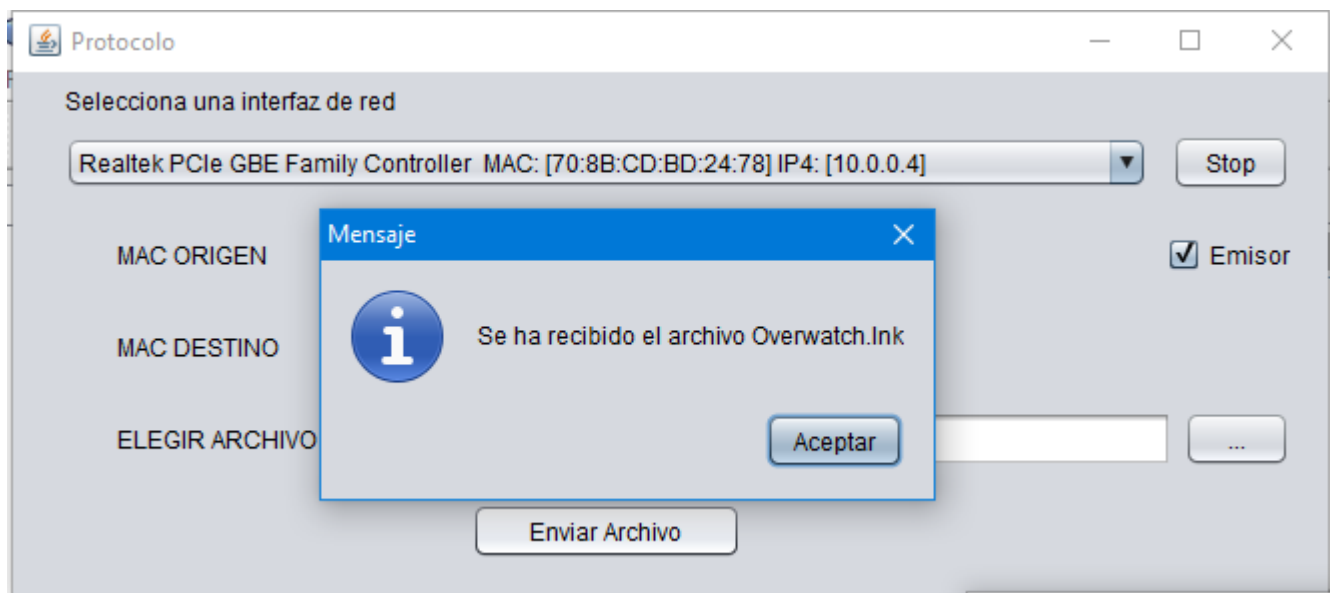 Protocolo
Selecciona una interfaz de red
Realtek PCIe GBE Family Controller MAC: [70:8B:CD:BD:24:78] IP4: [10.0.0.4]
Stop
Mensaje
MAC ORIGEN
Emisor
Se ha recibido el archivo Overwatch.lnk
MAC DESTINO
ELEGIR ARCHIVO
Aceptar
...
Enviar Archivo